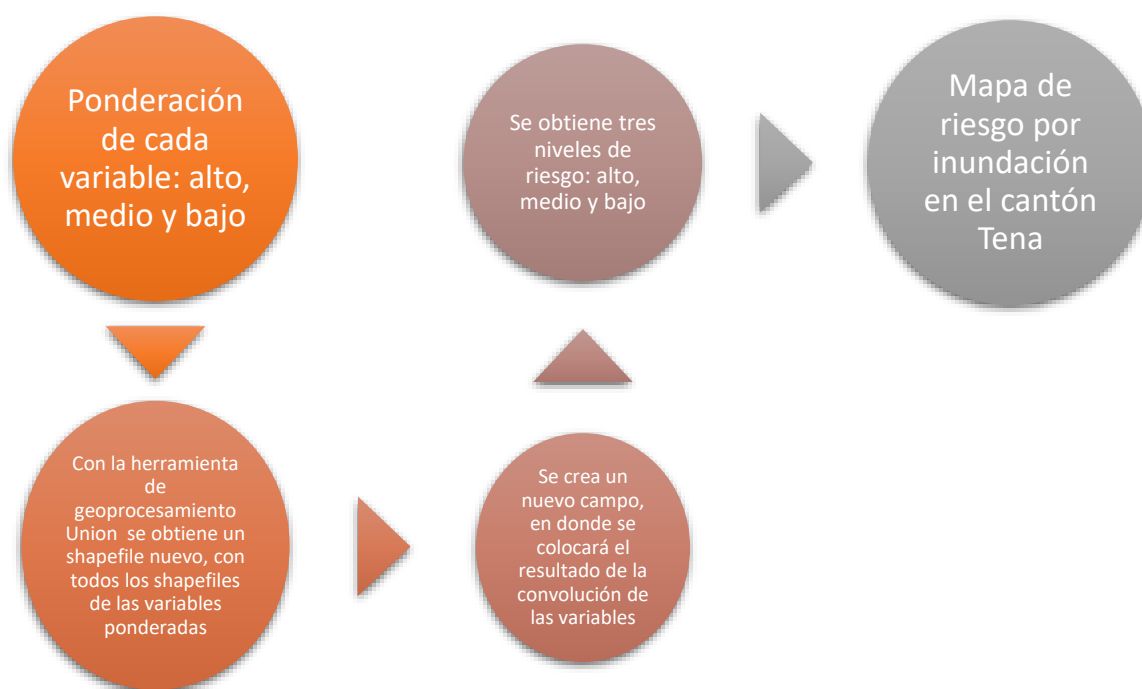 Ponderación
de cada
variable: alto,
medio y bajo
Con la herramienta
de
geoprocesamiento
Union se obtiene un
shapefile nuevo, con
todos los shapefiles
de las variables
ponderadas
Se crea un
nuevo campo,
en donde se
colocará el
resultado de la
convolución de
las variables
Se obtiene tres
niveles de
riesgo: alto,
medio y bajo
Mapa de
riesgo por
inundación
en el cantón
Tena